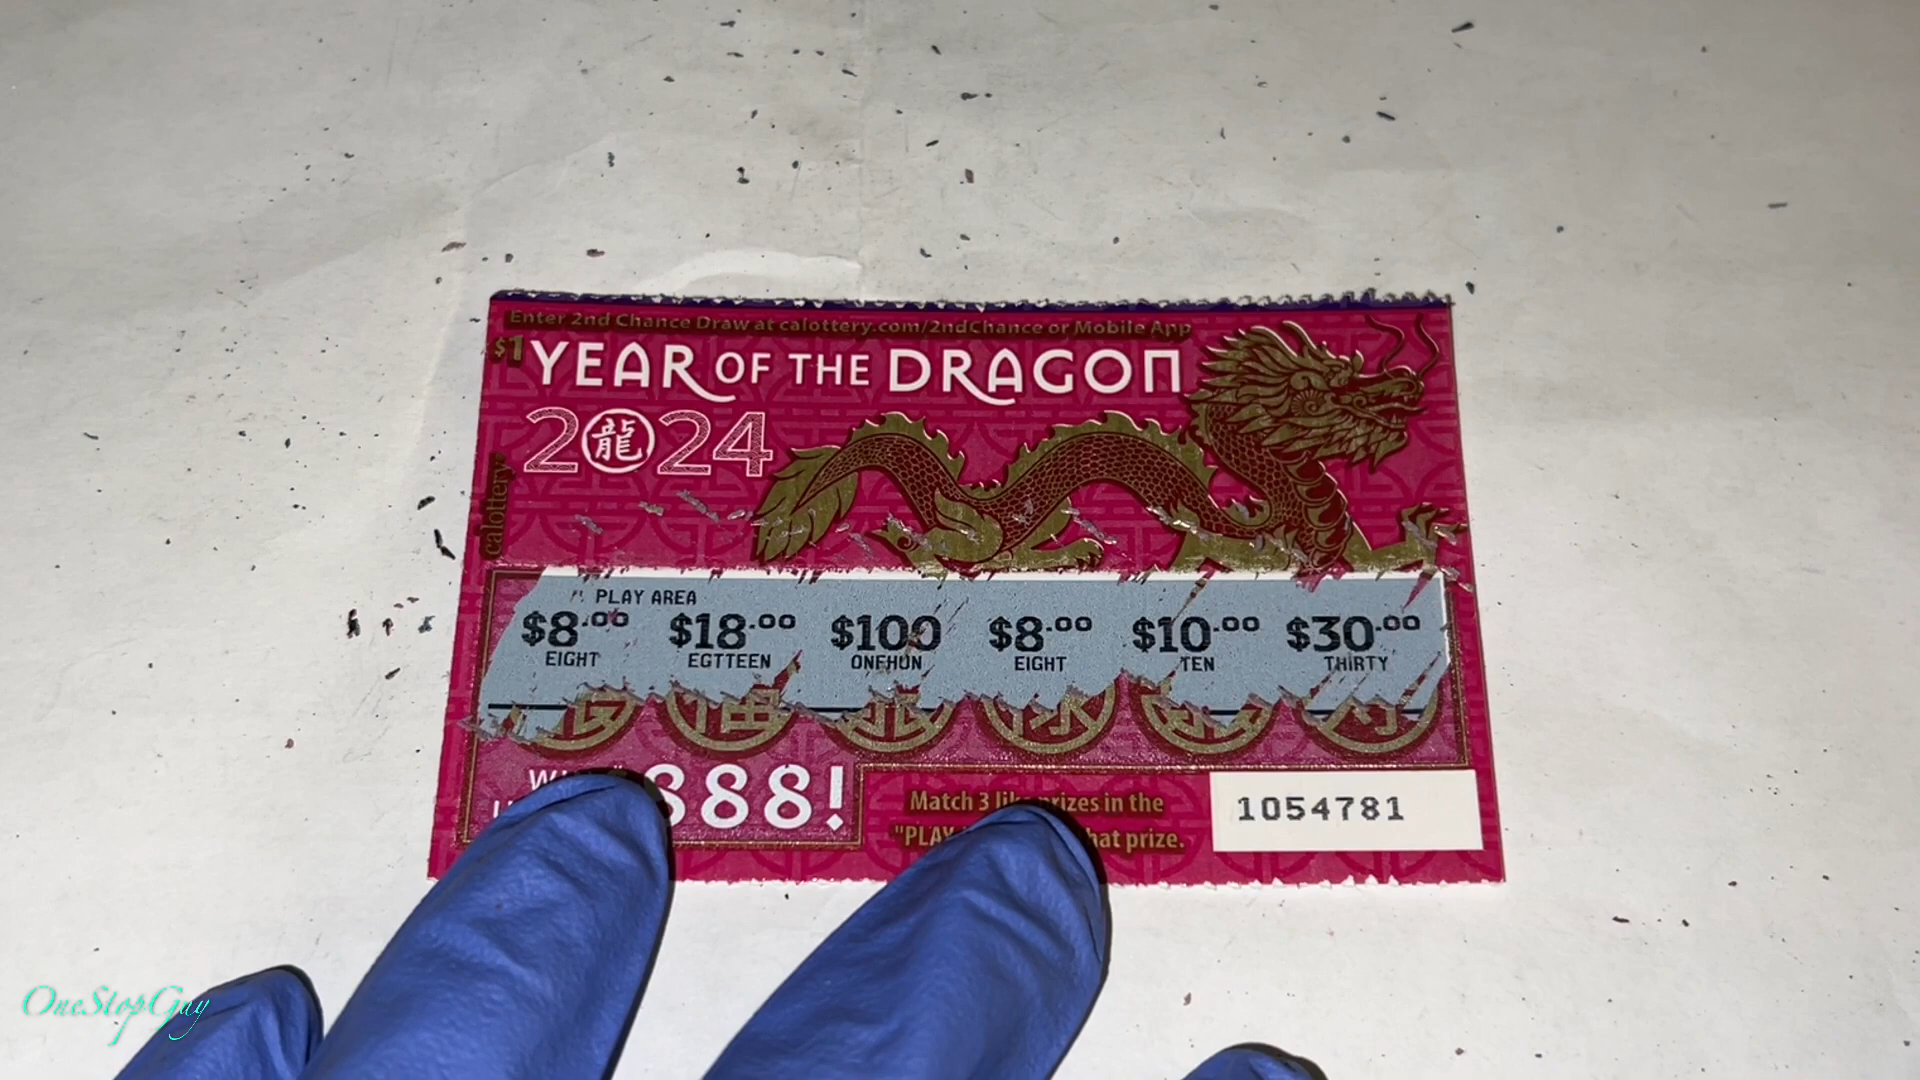 Enter 2nd Chance Draw at calottery.com/2ndChance or Mobile App
$1 YEAR OF THE DRAGON
2龍24
calottery
PLAY AREA
$8.00 $18.00 $100 $8.00 $10.00 $30.00
EIGHT EGTTEEN ONEHUN EIGHT TEN THIRTY
888!
Match 3 like prizes in the
"PLAY hat prize.
1054781
OneStopGuy